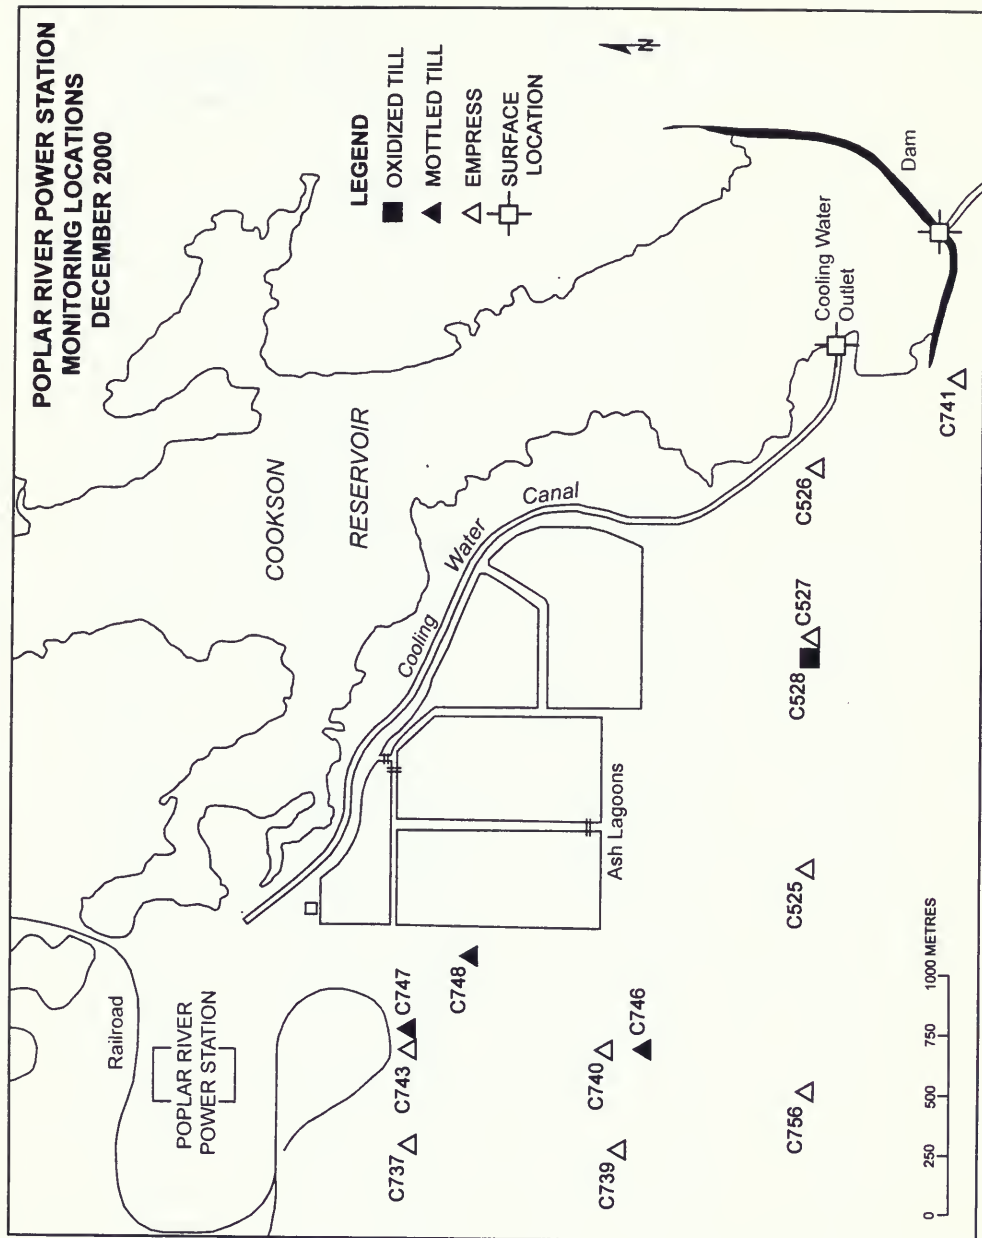 POPLAR RIVER POWER STATION
MONITORING LOCATIONS
DECEMBER 2000
LEGEND
OXIDIZED TILL
MOTTLED TILL
EMPRESS
SURFACE
LOCATION
N
COOKSON
RESERVOIR
Railroad
POPLAR RIVER
POWER STATION
Cooling
Water
Canal
Cooling Water
Outlet
Dam
Ash Lagoons
C737
C743
C747
C748
C739
C740
C746
C756
C525
C528
C527
C526
C741
0
250
500
750
1000 METRES